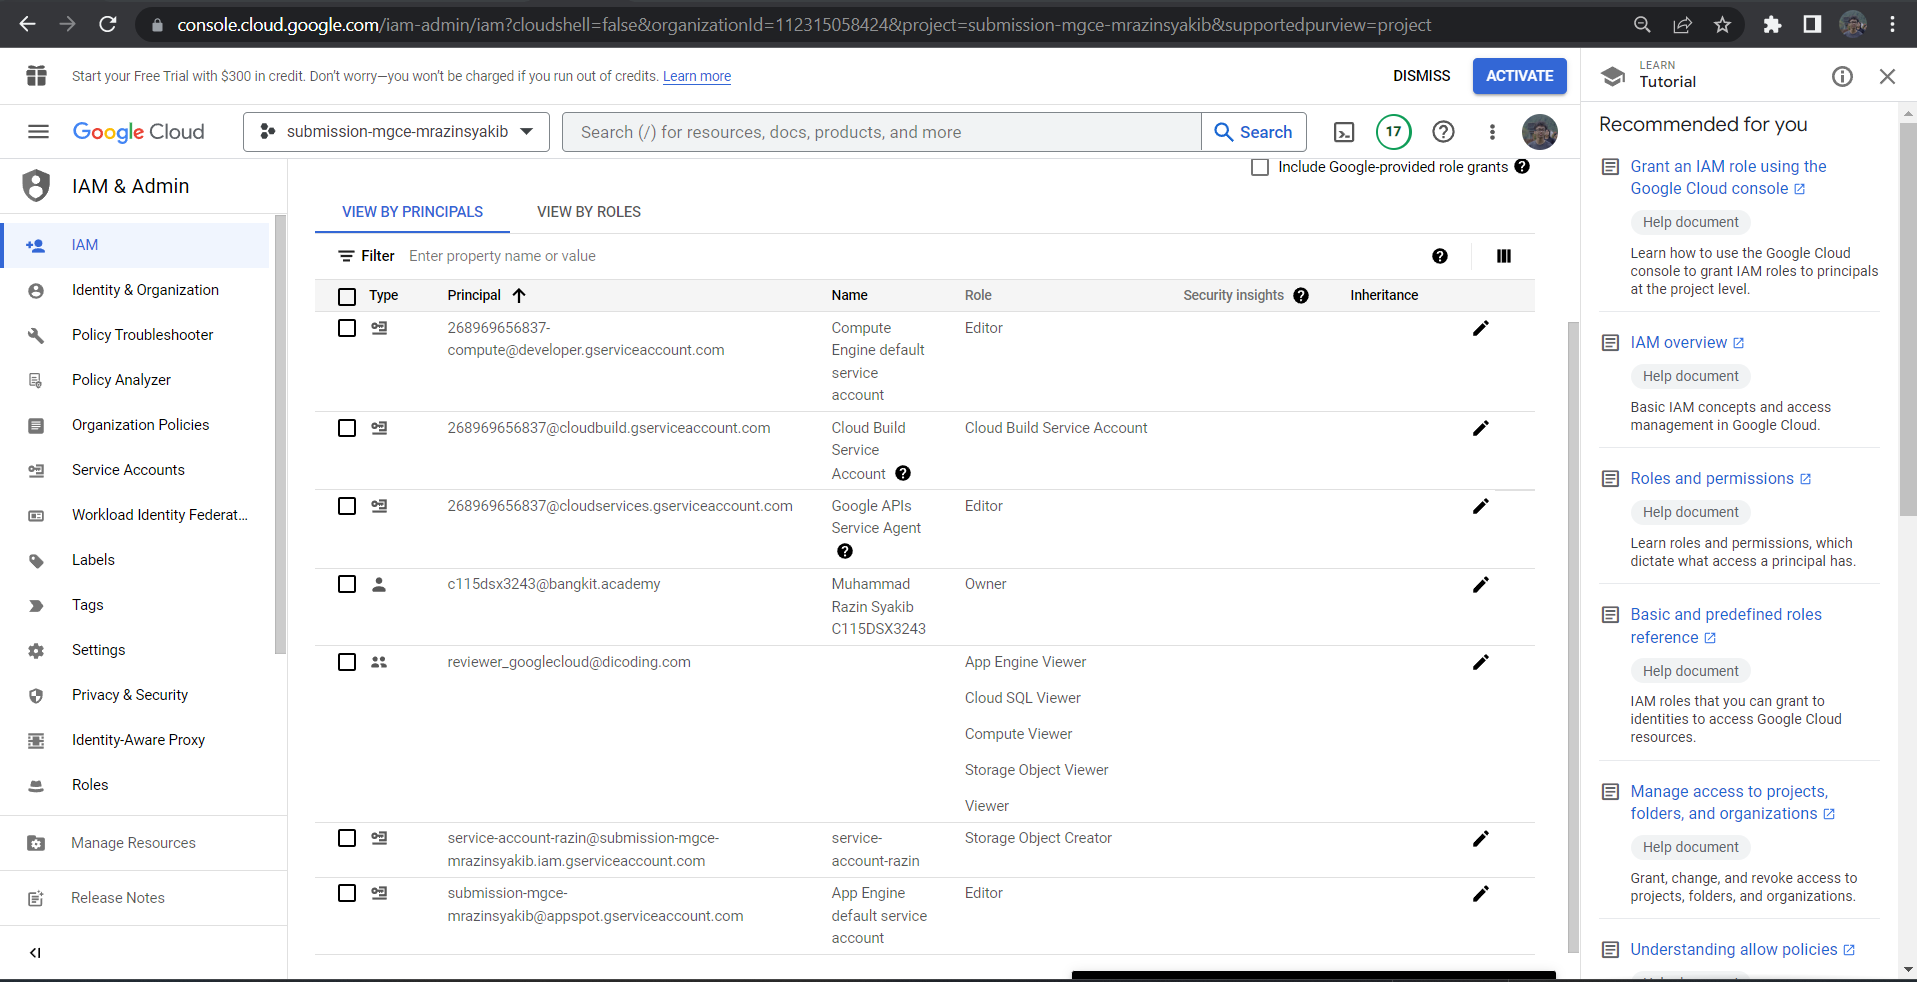 console.cloud.google.com/iam-admin/iam?cloudshell=false&organizationId=112315058424&project=submission-mgce-mrazinsyakib&supportedpurview=project
Start your Free Trial with $300 in credit. Don't worry—you won't be charged if you run out of credits. Learn more
DISMISS
ACTIVATE
Google Cloud
submission-mgce-mrazinsyakib
Search (/) for resources, docs, products, and more
Search
17
IAM & Admin
IAM
Identity & Organization
Policy Troubleshooter
Policy Analyzer
Organization Policies
Service Accounts
Workload Identity Federat...
Labels
Tags
Settings
Privacy & Security
Identity-Aware Proxy
Roles
Manage Resources
Release Notes
Include Google-provided role grants
VIEW BY PRINCIPALS
VIEW BY ROLES
Filter
Enter property name or value
Type
Principal
Name
Role
Security insights
Inheritance
268969656837-
compute@developer.gserviceaccount.com
Compute
Engine default
service
account
Editor
268969656837@cloudbuild.gserviceaccount.com
Cloud Build
Service
Account
Cloud Build Service Account
268969656837@cloudservices.gserviceaccount.com
Google APIs
Service Agent
Editor
c115dsx3243@bangkit.academy
Muhammad
Razin Syakib
C115DSX3243
Owner
reviewer_googlecloud@dicoding.com
App Engine Viewer
Cloud SQL Viewer
Compute Viewer
Storage Object Viewer
Viewer
service-account-razin@submission-mgce-
mrazinsyakib.iam.gserviceaccount.com
service-
account-razin
Storage Object Creator
submission-mgce-
mrazinsyakib@appspot.gserviceaccount.com
App Engine
default service
account
Editor
LEARN
Tutorial
Recommended for you
Grant an IAM role using the
Google Cloud console
Help document
Learn how to use the Google Cloud
console to grant IAM roles to principals
at the project level.
IAM overview
Help document
Basic IAM concepts and access
management in Google Cloud.
Roles and permissions
Help document
Learn roles and permissions, which
dictate what access a principal has.
Basic and predefined roles
reference
Help document
IAM roles that you can grant to
identities to access Google Cloud
resources.
Manage access to projects,
folders, and organizations
Help document
Grant, change, and revoke access to
projects, folders, and organizations.
Understanding allow policies